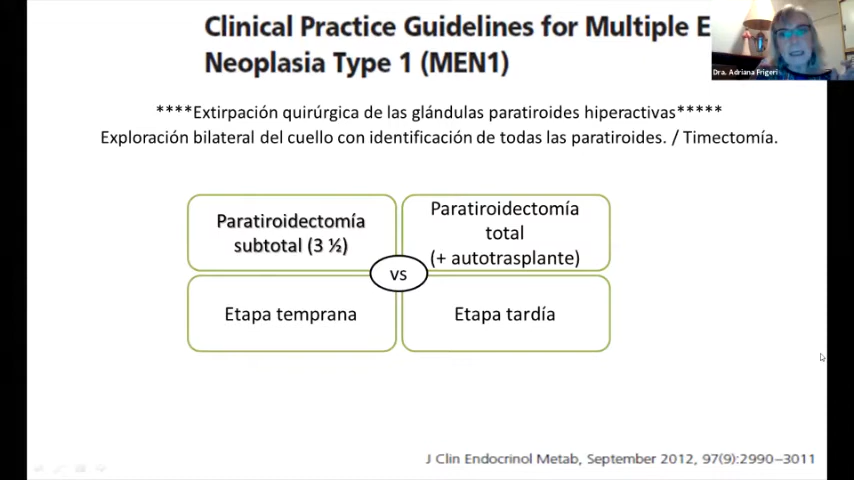 Clinical Practice Guidelines for Multiple E
Neoplasia Type 1 (MEN1)
Dra. Adriana Frigeri
****Extirpación quirúrgica de las glándulas paratiroides hiperactivas*****
Exploración bilateral del cuello con identificación de todas las paratiroides. / Timectomía.
Paratiroidectomía
subtotal (3 ½)
Paratiroidectomía
total
(+ autotrasplante)
vs
Etapa temprana
Etapa tardía
J Clin Endocrinol Metab, September 2012, 97(9):2990–3011